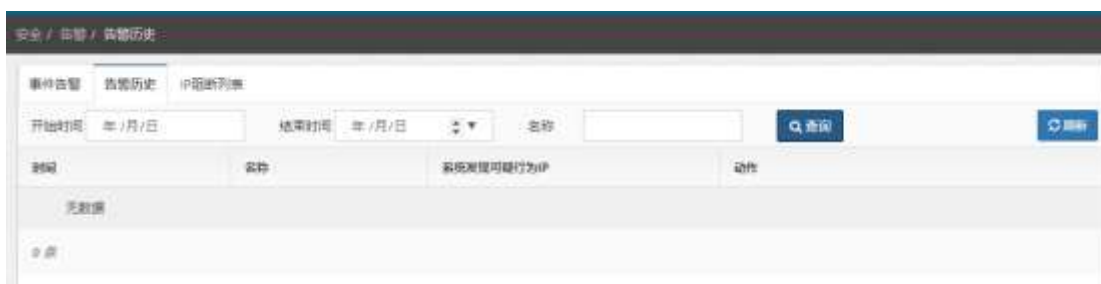 安全 / 告警 / 告警历史
事件告警 告警历史 IP阻断列表
开始时间 年 /月/日 结束时间 年 /月/日 名称 查询 刷新
时间 名称 系统发现可疑行为IP 动作
无数据
0 条